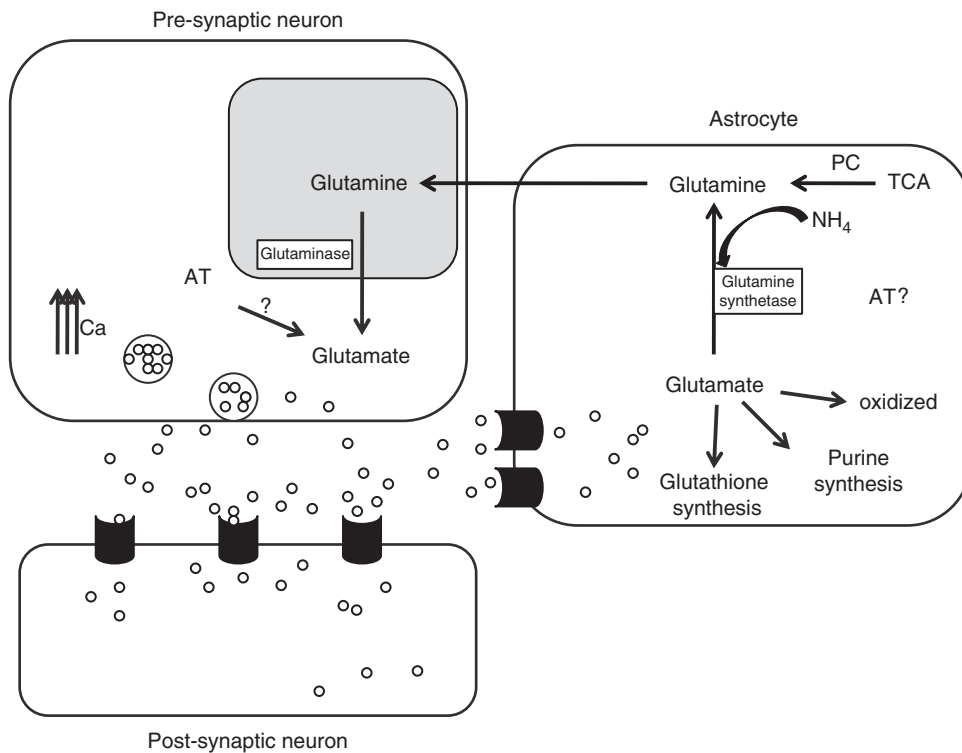 Pre-synaptic neuron
Glutamine
Glutaminase
AT
?
Ca
Glutamate
Astrocyte
PC
Glutamine
TCA
NH4
Glutamine
synthetase
AT?
Glutamate
oxidized
Glutathione
synthesis
Purine
synthesis
Post-synaptic neuron